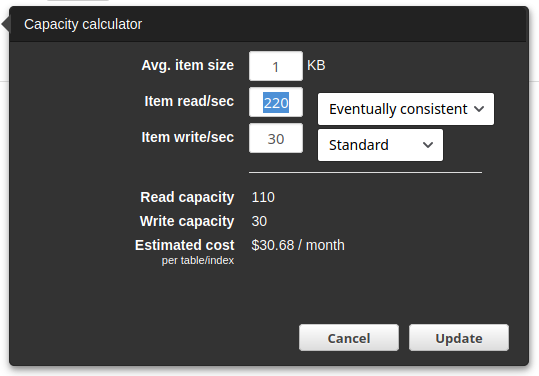 Capacity calculator
Avg. item size 1 KB
Item read/sec 220 Eventually consistent
Item write/sec 30 Standard
Read capacity 110
Write capacity 30
Estimated cost $30.68 / month
per table/index
Cancel Update